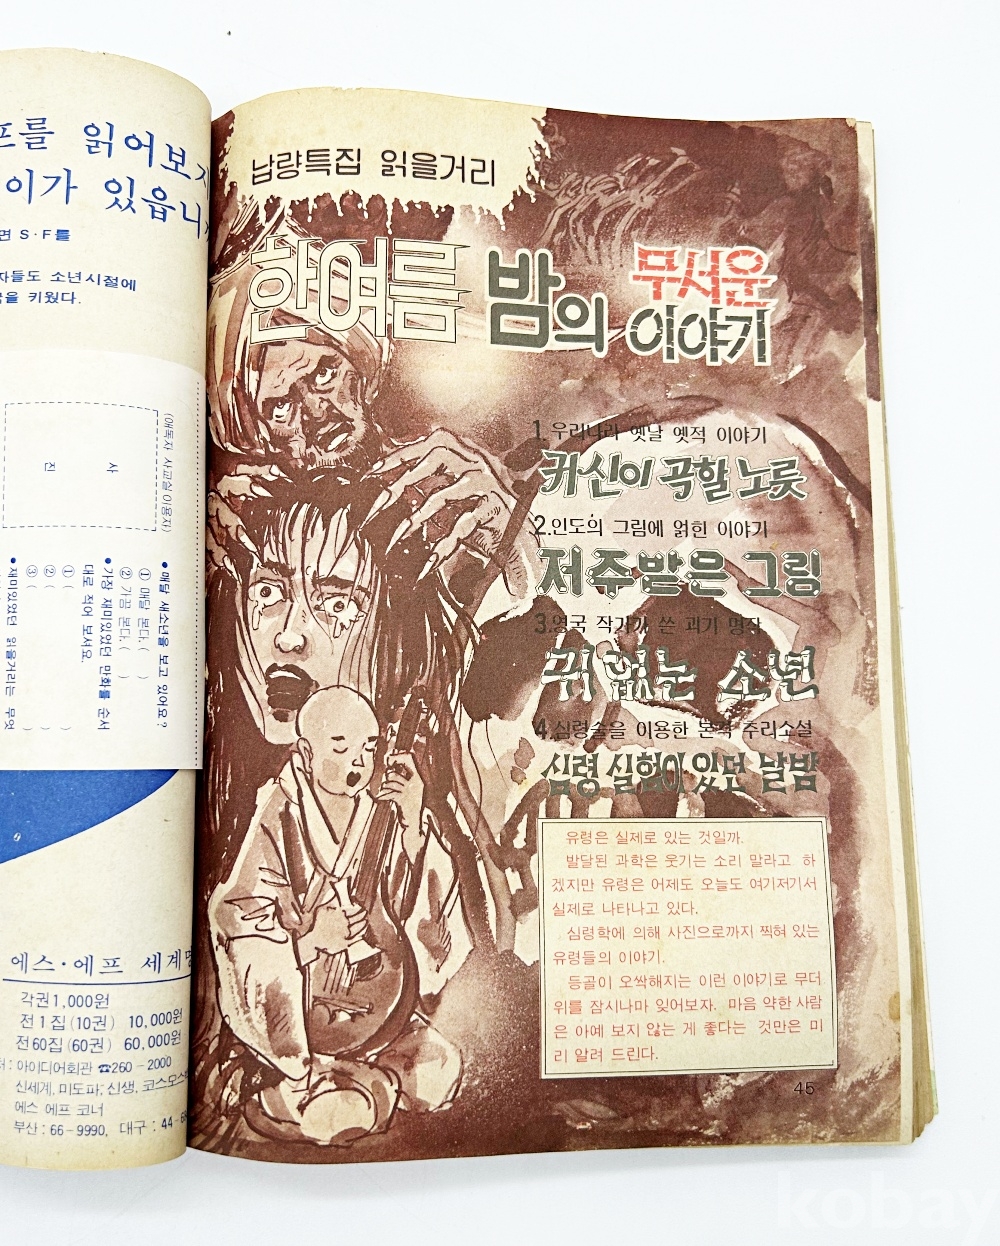 프를 읽어보
이가 있읍니
면 S·F를
자들도 소년시절에
을 키웠다.
(애독자 사교실 이용자)
사 진
● 매달 새소년을 보고 있어요?
① 매달 본다. ( )
② 가끔 본다. ( )
● 가장 재미있었던 만화를 순서
대로 적어 보셔요.
① ( )
② ( )
③ ( )
● 재미있었던 읽을거리는 무엇
에스·에프 세계명
각권1,000원
전1집(10권) 10,000원
전60집(60권) 60,000원
처: 아이디어회관 ☎260-2000
신세계, 미도파, 신생, 코스모스
에스 에프 코너
부산: 66-9990, 대구: 44-6
납량특집 읽을거리
한여름 밤의 무서운 이야기
1. 우리나라 옛날 옛적 이야기
귀신이 곡할 노릇
2. 인도의 그림에 얽힌 이야기
저주받은 그림
3. 영국 작가가 쓴 괴기 명작
귀 없는 소년
4. 심령술을 이용한 본격 추리소설
심령 실험이 있던 날밤
유령은 실제로 있는 것일까.
발달된 과학은 웃기는 소리 말라고 하
겠지만 유령은 어제도 오늘도 여기저기서
실제로 나타나고 있다.
심령학에 의해 사진으로까지 찍혀 있는
유령들의 이야기.
등골이 오싹해지는 이런 이야기로 무더
위를 잠시나마 잊어보자. 마음 약한 사람
은 아예 보지 않는 게 좋다는 것만은 미
리 알려 드린다.
45
kobay